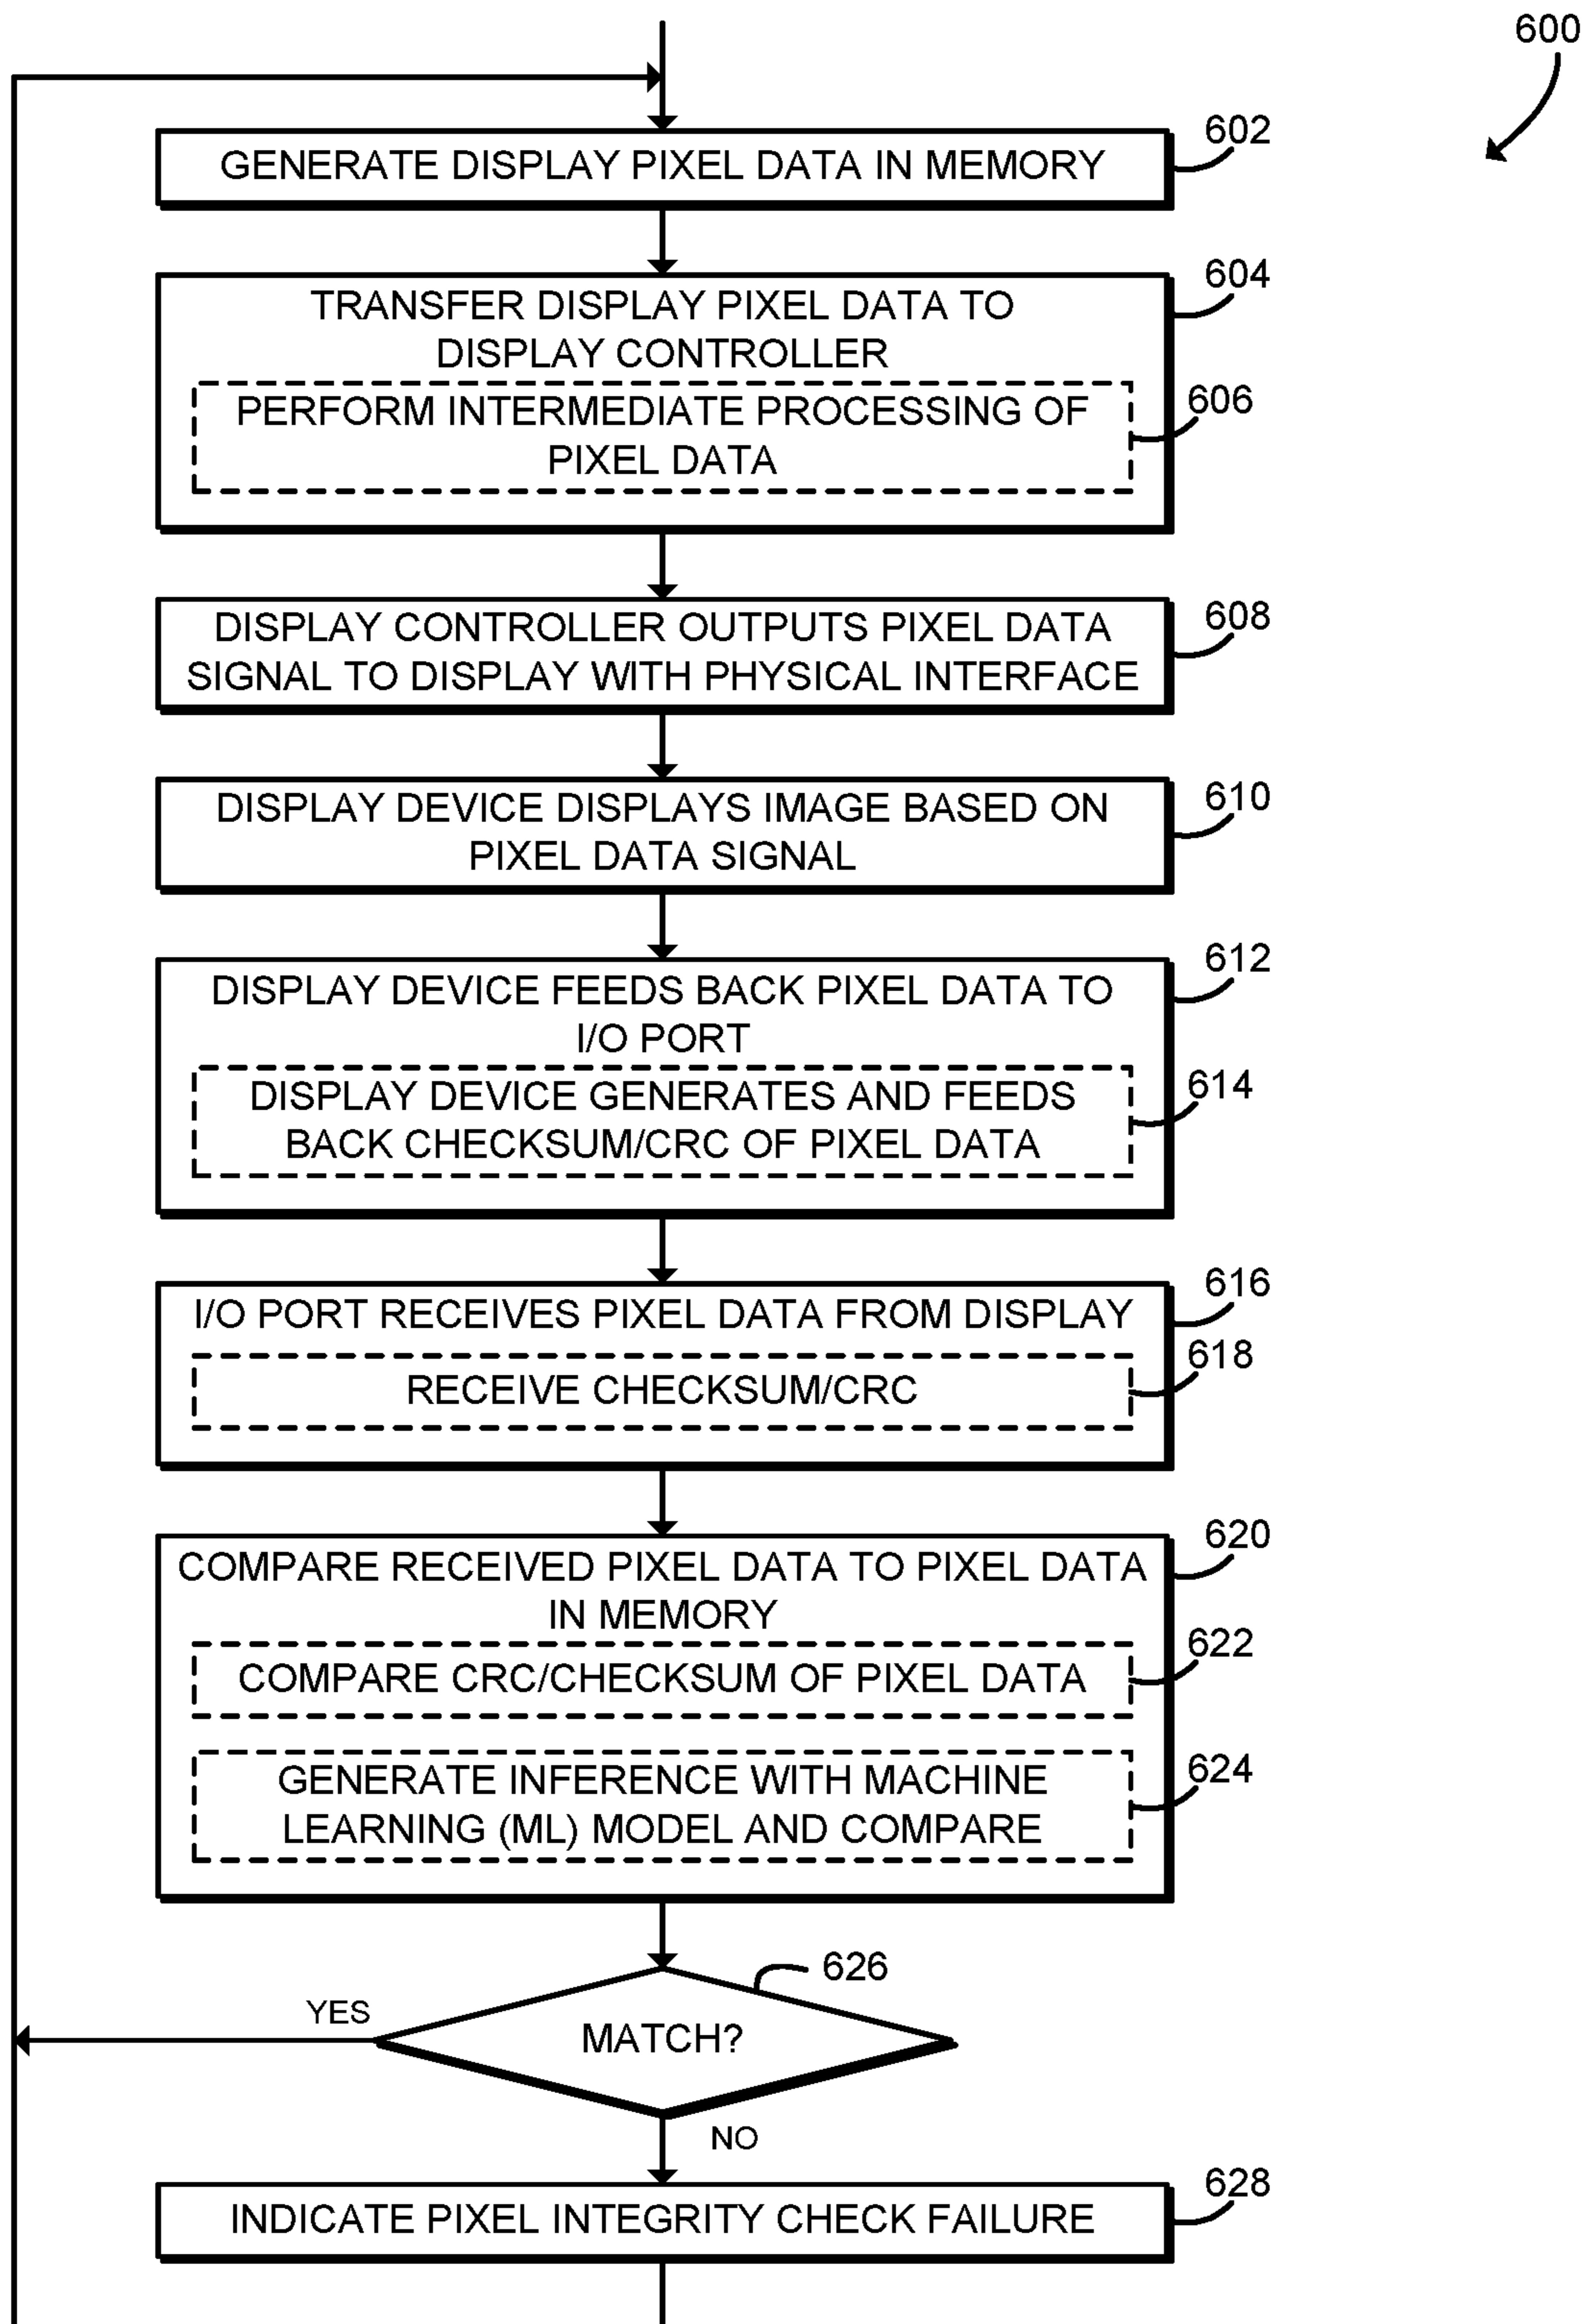 600
602
GENERATE DISPLAY PIXEL DATA IN MEMORY
604
TRANSFER DISPLAY PIXEL DATA TO
DISPLAY CONTROLLER
606
PERFORM INTERMEDIATE PROCESSING OF
PIXEL DATA
608
DISPLAY CONTROLLER OUTPUTS PIXEL DATA
SIGNAL TO DISPLAY WITH PHYSICAL INTERFACE
610
DISPLAY DEVICE DISPLAYS IMAGE BASED ON
PIXEL DATA SIGNAL
612
DISPLAY DEVICE FEEDS BACK PIXEL DATA TO
I/O PORT
614
DISPLAY DEVICE GENERATES AND FEEDS
BACK CHECKSUM/CRC OF PIXEL DATA
616
I/O PORT RECEIVES PIXEL DATA FROM DISPLAY
618
RECEIVE CHECKSUM/CRC
620
COMPARE RECEIVED PIXEL DATA TO PIXEL DATA
IN MEMORY
622
COMPARE CRC/CHECKSUM OF PIXEL DATA
624
GENERATE INFERENCE WITH MACHINE
LEARNING (ML) MODEL AND COMPARE
626
YES
MATCH?
NO
628
INDICATE PIXEL INTEGRITY CHECK FAILURE